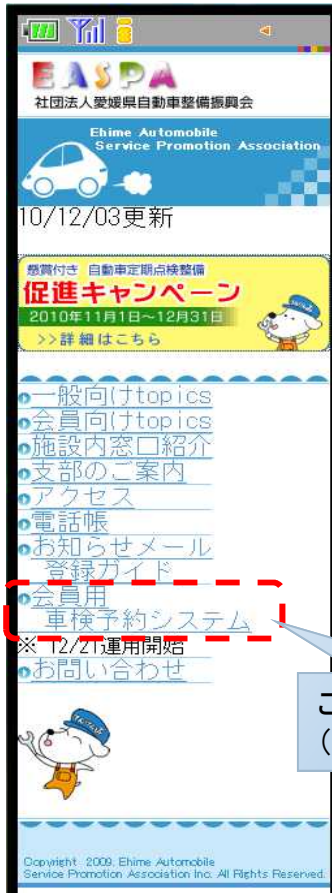 EASPA
社団法人愛媛県自動車整備振興会
Ehime Automobile
Service Promotion Association
10/12/03更新
懸賞付き 自動車定期点検整備
促進キャンペーン
2010年11月1日~12月31日
>>詳細はこちら
一般向けtopics
会員向けtopics
施設内窓口紹介
支部のご案内
アクセス
電話帳
お知らせメール
登録ガイド
会員用
車検予約システム
※ 12/21運用開始
お問い合わせ
こ
(
Copyright 2009. Ehime Automobile
Service Promotion Association Inc. All Rights Reserved.